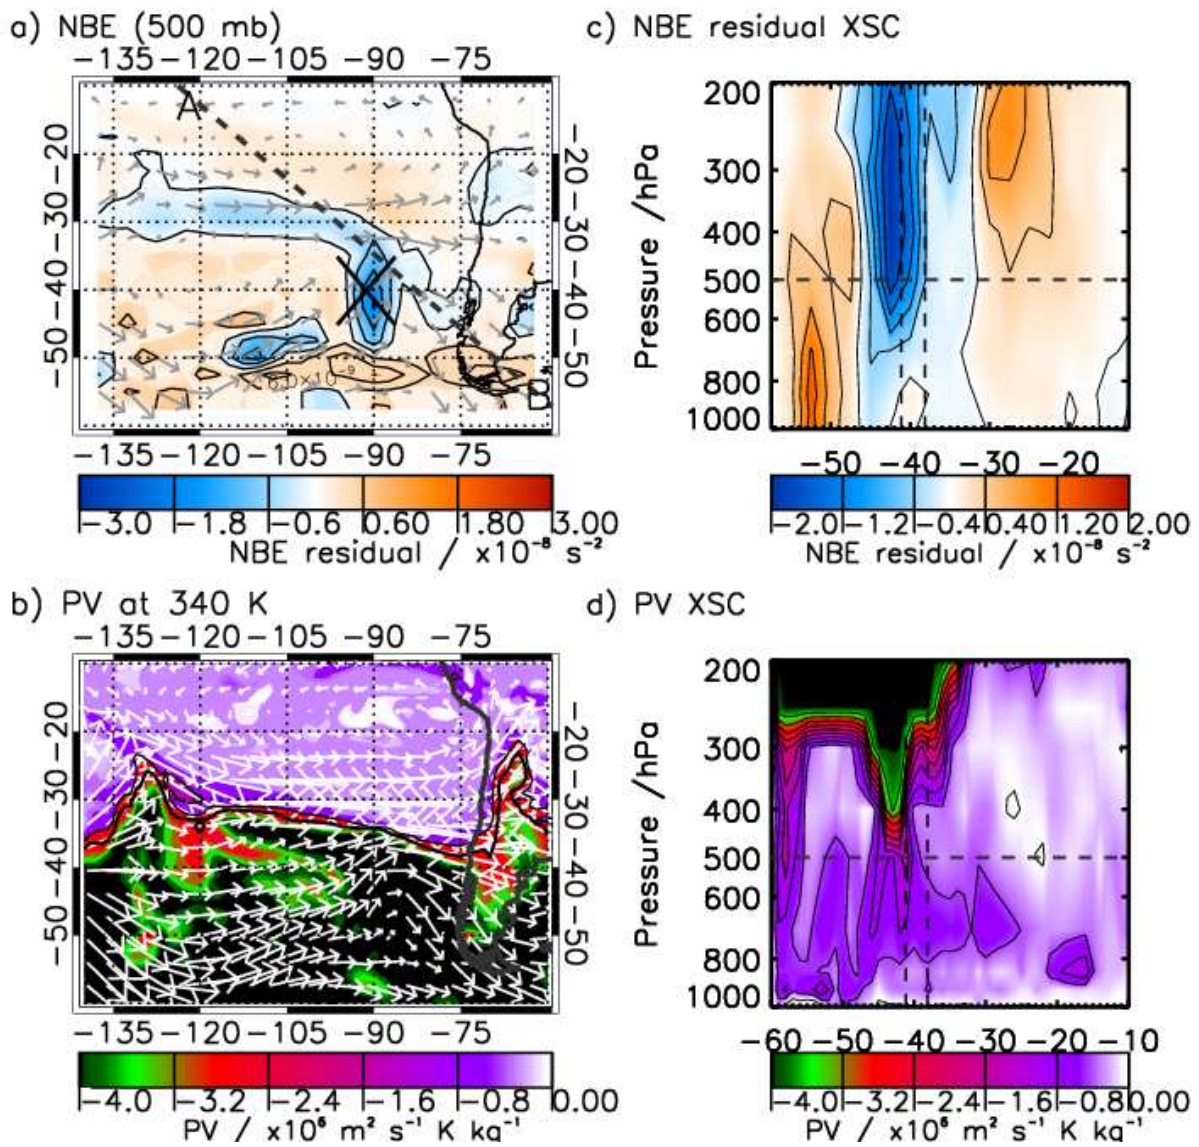 a) NBE (500 mb)
−135 −120 −105 −90 −75
A
−20 −20
−30 −30
−40 −40
−50 −50
6.0×10⁻⁹
B
−135 −120 −105 −90 −75
−3.0 −1.8 −0.6 0.60 1.80 3.00
NBE residual / x10⁻⁸ s⁻²
c) NBE residual XSC
Pressure /hPa
200
300
400
500
600
800
1000
−50 −40 −30 −20
−2.0 −1.2 −0.4 0.40 1.20 2.00
NBE residual / x10⁻⁸ s⁻²
b) PV at 340 K
−135 −120 −105 −90 −75
−20 −20
−30 −30
−40 −40
−50 −50
−135 −120 −105 −90 −75
−4.0 −3.2 −2.4 −1.6 −0.8 0.00
PV / x10⁶ m² s⁻¹ K kg⁻¹
d) PV XSC
Pressure /hPa
200
300
400
500
600
800
1000
−60 −50 −40 −30 −20 −10
−4.0 −3.2 −2.4 −1.6 −0.8 0.00
PV / x10⁶ m² s⁻¹ K kg⁻¹